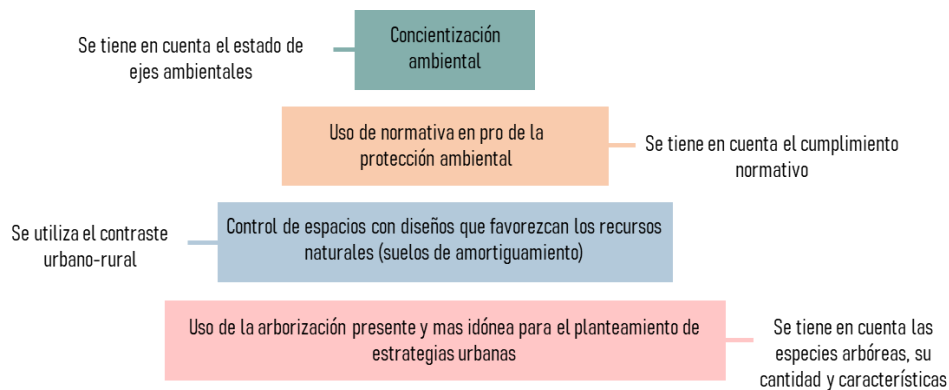 Se tiene en cuenta el estado de
ejes ambientales
Concientización
ambiental
Uso de normativa en pro de la
protección ambiental
Se tiene en cuenta el cumplimiento
normativo
Se utiliza el contraste
urbano-rural
Control de espacios con diseños que favorezcan los recursos
naturales (suelos de amortiguamiento)
Uso de la arborización presente y mas idónea para el planteamiento de
estrategias urbanas
Se tiene en cuenta las
especies arbóreas, su
cantidad y características